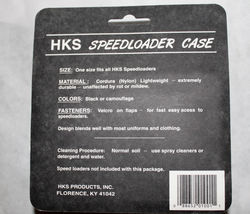 HKS SPEEDLOADER CASE
SIZE: One size fits all HKS Speedloaders
MATERIAL: Cordura (Nylon) Lightweight - extremely
durable - unaffected by rot or mildew.
COLORS: Black or camouflage
FASTENERS: Velcro on flaps - for fast easy access to
speedloaders.
Design blends well with most uniforms and clothing.
Cleaning Procedure: Normal soil - use spray cleaners or
detergent and water.
Speed loaders not included with this package.
HKS PRODUCTS, INC.
FLORENCE, KY 41042